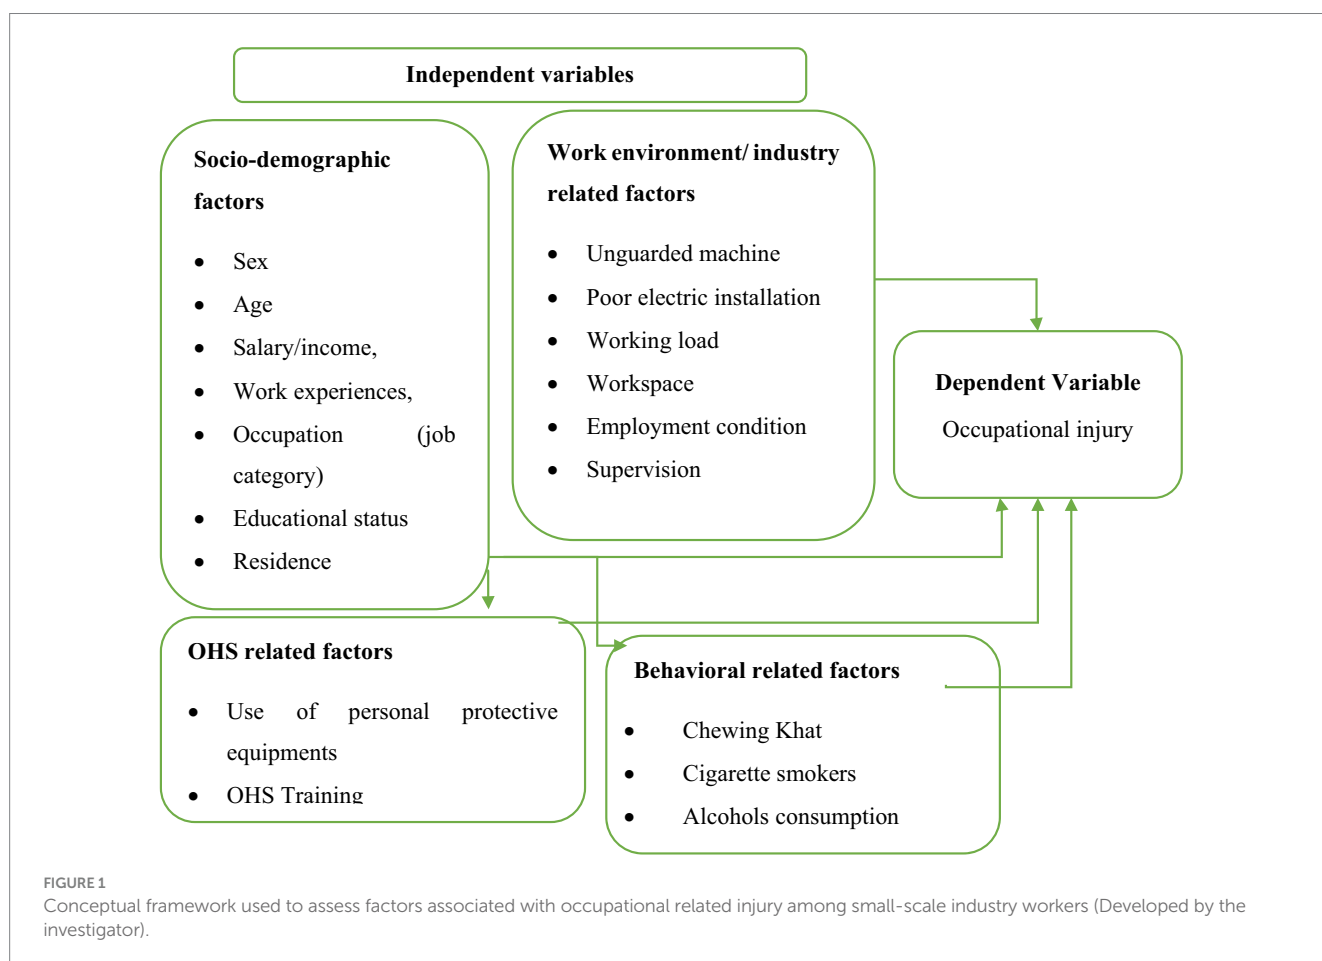 Independent variables
Socio-demographic
factors
• Sex
• Age
• Salary/income,
• Work experiences,
• Occupation (job
category)
• Educational status
• Residence
Work environment/ industry
related factors
• Unguarded machine
• Poor electric installation
• Working load
• Workspace
• Employment condition
• Supervision
Dependent Variable
Occupational injury
OHS related factors
• Use of personal protective
equipments
• OHS Training
Behavioral related factors
• Chewing Khat
• Cigarette smokers
• Alcohols consumption
FIGURE 1
Conceptual framework used to assess factors associated with occupational related injury among small-scale industry workers (Developed by the
investigator).